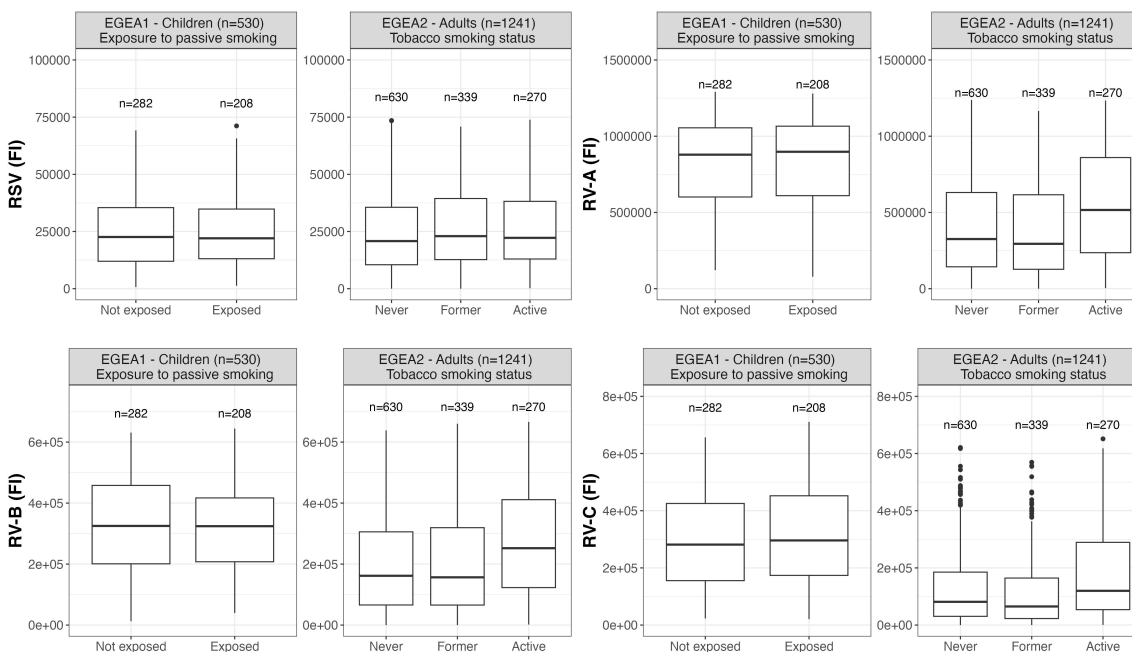 EGEA1 - Children (n=530)
Exposure to passive smoking
EGEA2 - Adults (n=1241)
Tobacco smoking status
RSV (FI)
100000
75000
50000
25000
0
n=282
n=208
Not exposed
Exposed
100000
75000
50000
25000
0
n=630
n=339
n=270
Never
Former
Active
EGEA1 - Children (n=530)
Exposure to passive smoking
EGEA2 - Adults (n=1241)
Tobacco smoking status
RV-A (FI)
1500000
1000000
500000
0
n=282
n=208
Not exposed
Exposed
1500000
1000000
500000
0
n=630
n=339
n=270
Never
Former
Active
EGEA1 - Children (n=530)
Exposure to passive smoking
EGEA2 - Adults (n=1241)
Tobacco smoking status
RV-B (FI)
6e+05
4e+05
2e+05
0e+00
n=282
n=208
Not exposed
Exposed
6e+05
4e+05
2e+05
0e+00
n=630
n=339
n=270
Never
Former
Active
EGEA1 - Children (n=530)
Exposure to passive smoking
EGEA2 - Adults (n=1241)
Tobacco smoking status
RV-C (FI)
8e+05
6e+05
4e+05
2e+05
0e+00
n=282
n=208
Not exposed
Exposed
8e+05
6e+05
4e+05
2e+05
0e+00
n=630
n=339
n=270
Never
Former
Active